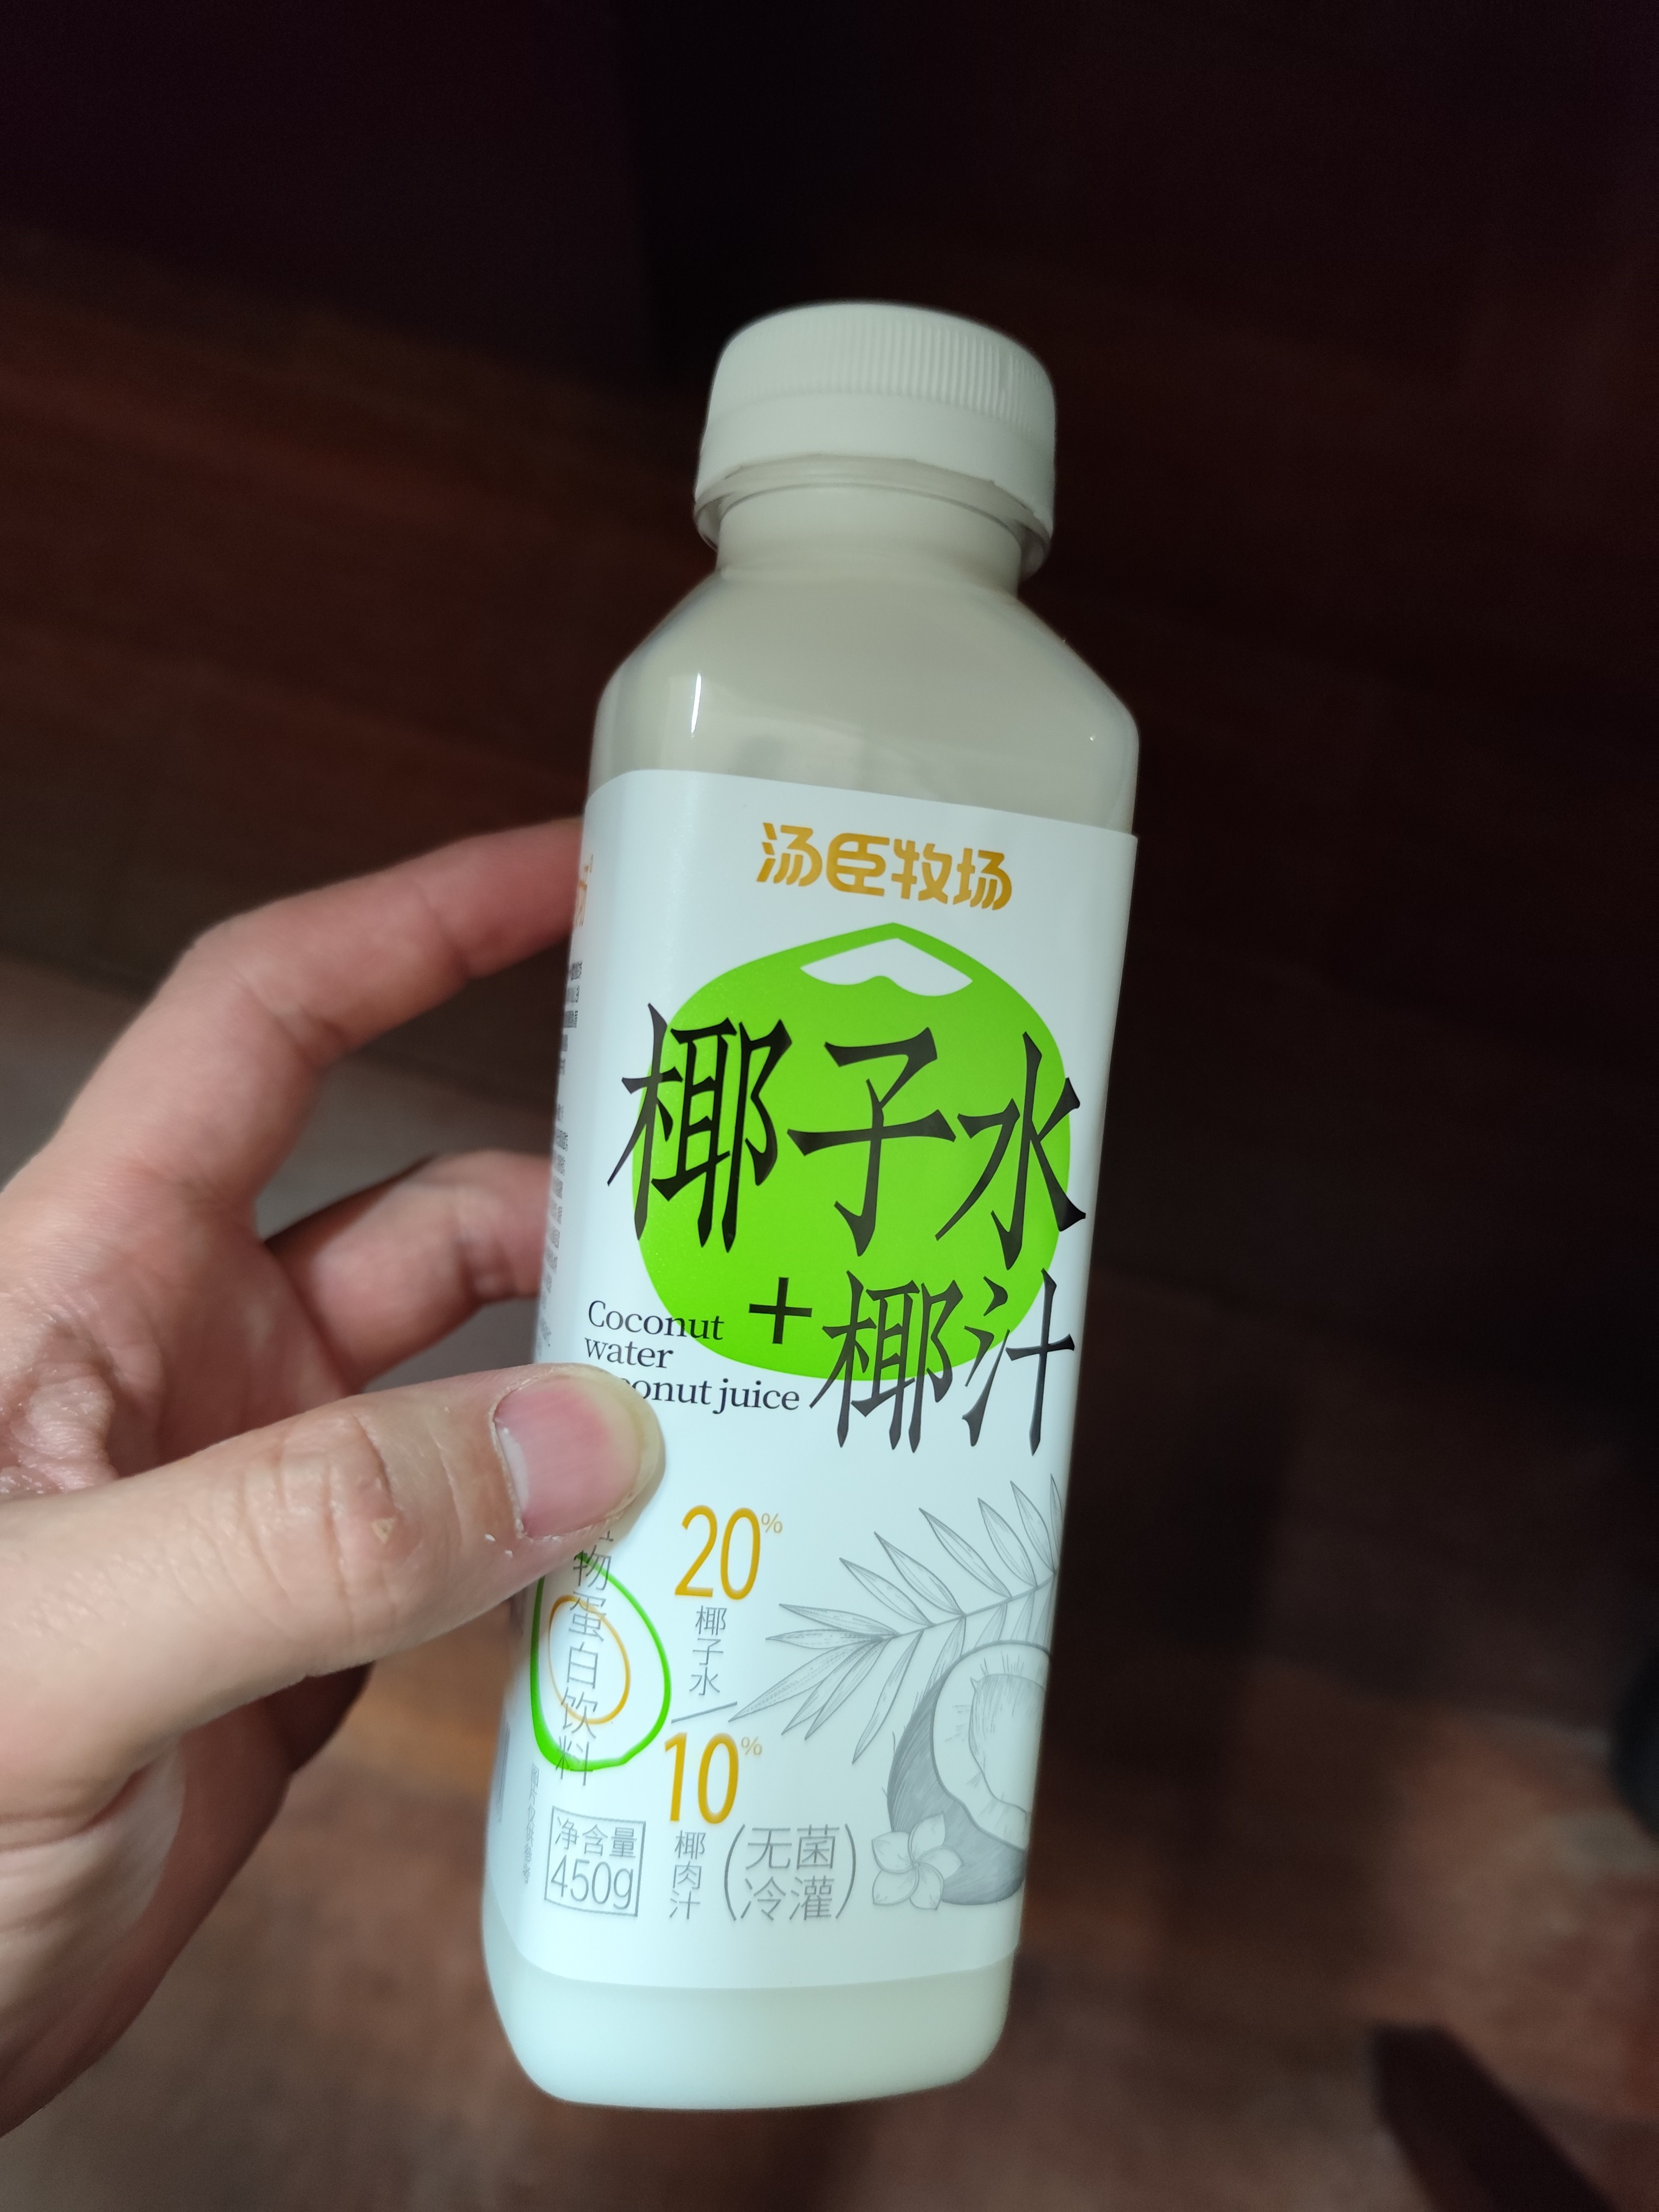 汤臣牧场
椰子水
+椰汁
Coconut
water
conut juice
20%
椰子水
10%
椰肉汁
物蛋白饮料
净含量
450g
(无菌
冷灌)